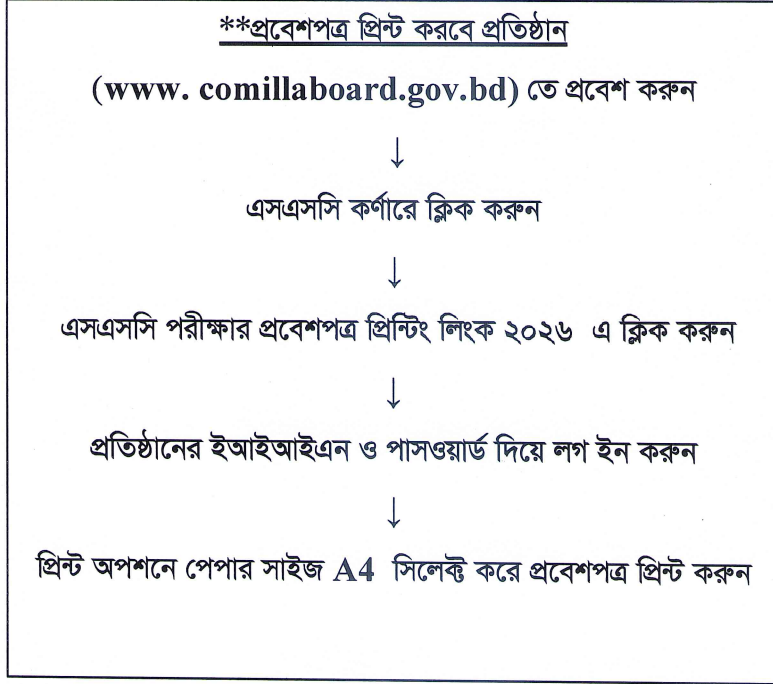 **প্রবেশপত্র প্রিন্ট করবে প্রতিষ্ঠান
(www. comillaboard.gov.bd) তে প্রবেশ করুন
↓
এসএসসি কর্ণারে ক্লিক করুন
↓
এসএসসি পরীক্ষার প্রবেশপত্র প্রিন্টিং লিংক ২০২৬ এ ক্লিক করুন
↓
প্রতিষ্ঠানের ইআইআইএন ও পাসওয়ার্ড দিয়ে লগ ইন করুন
↓
প্রিন্ট অপশনে পেপার সাইজ A4 সিলেক্ট করে প্রবেশপত্র প্রিন্ট করুন